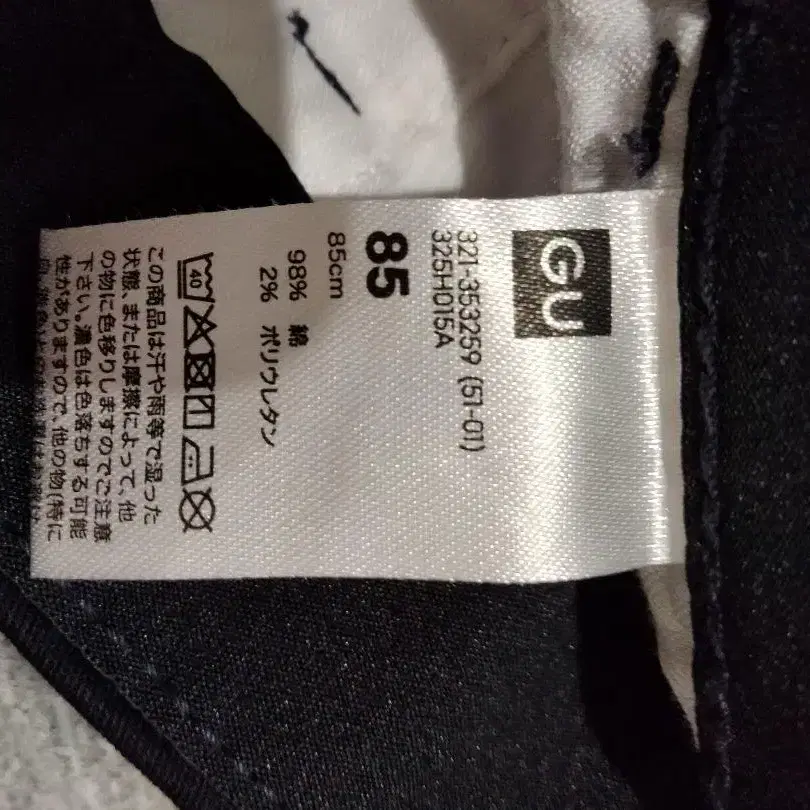 GU
321-353259 (51-01)
325H015A
85
85cm
98% 綿
2% ポリウレタン
40
この商品は汗や雨等で湿った
状態、または摩擦によって、他
の物に色移りしますのでご注意
下さい。濃色は色落ちする可能
性がありますので、他の物(特に